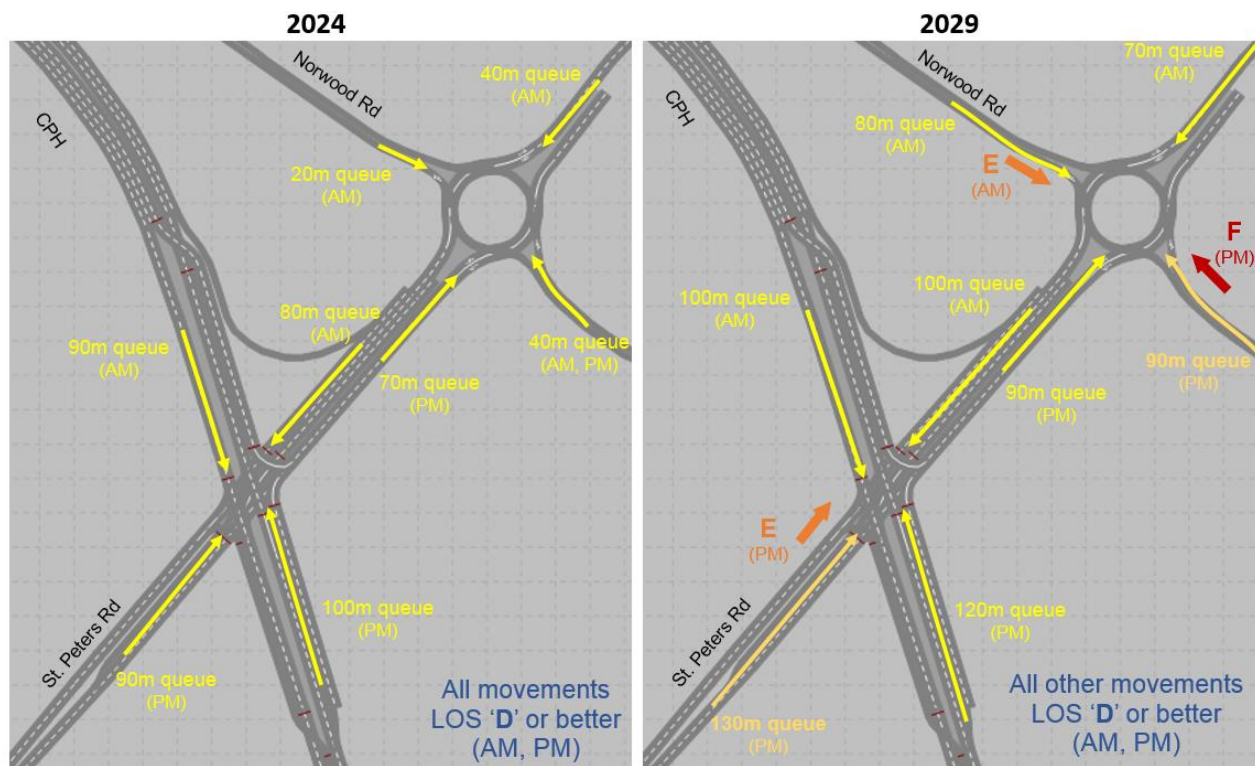 2024
CPH
Norwood Rd
40m queue
(AM)
20m queue
(AM)
80m queue
(AM)
90m queue
(AM)
40m queue
(AM, PM)
70m queue
(PM)
100m queue
(PM)
St. Peters Rd
90m queue
(PM)
All movements
LOS ‘D’ or better
(AM, PM)
2029
CPH
Norwood Rd
70m queue
(AM)
80m queue
(AM)
E
(AM)
F
(PM)
100m queue
(AM)
100m queue
(AM)
90m queue
(PM)
90m queue
(PM)
E
(PM)
120m queue
(PM)
St. Peters Rd
130m queue
(PM)
All other movements
LOS ‘D’ or better
(AM, PM)